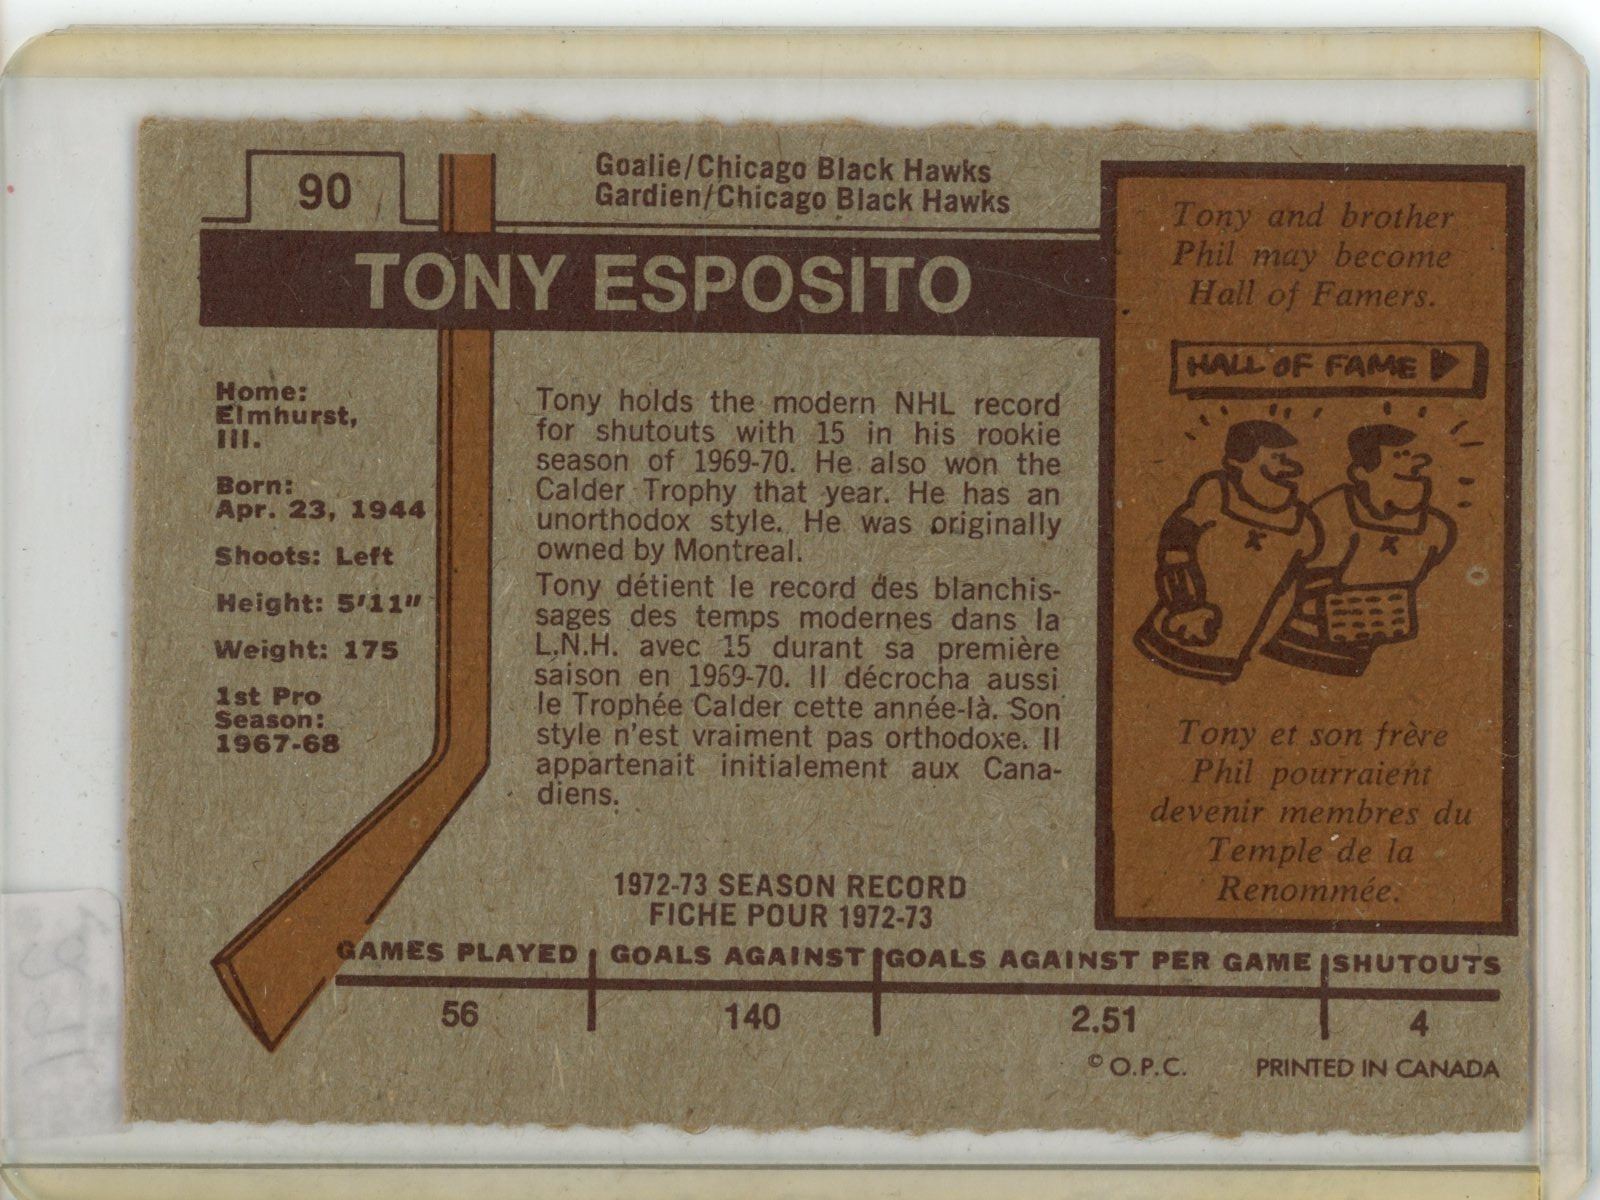 90
Goalie/Chicago Black Hawks
Gardien/Chicago Black Hawks
TONY ESPOSITO
Home:
Elmhurst,
Ill.
Born:
Apr. 23, 1944
Shoots: Left
Height: 5'11"
Weight: 175
1st Pro
Season:
1967-68
Tony holds the modern NHL record
for shutouts with 15 in his rookie
season of 1969-70. He also won the
Calder Trophy that year. He has an
unorthodox style. He was originally
owned by Montreal.
Tony détient le record des blanchis-
sages des temps modernes dans la
L.N.H. avec 15 durant sa première
saison en 1969-70. Il décrocha aussi
le Trophée Calder cette année-là. Son
style n'est vraiment pas orthodoxe. Il
appartenait initialement aux Cana-
diens.
Tony and brother
Phil may become
Hall of Famers.
HALL OF FAME
Tony et son frère
Phil pourraient
devenir membres du
Temple de la
Renommée.
1972-73 SEASON RECORD
FICHE POUR 1972-73
GAMES PLAYED GOALS AGAINST GOALS AGAINST PER GAME SHUTOUTS
56 140 2.51 4
© O.P.C. PRINTED IN CANADA